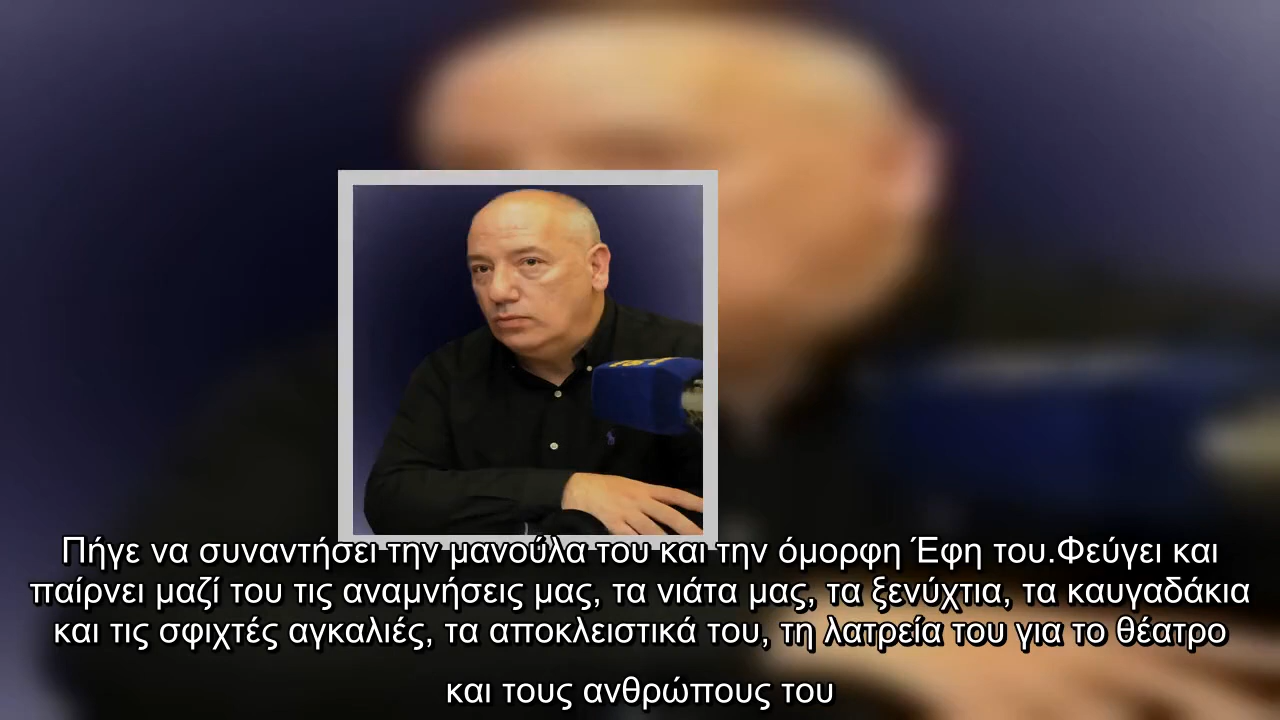 Πήγε να συναντήσει την μανούλα του και την όμορφη Έφη του.Φεύγει και
παίρνει μαζί του τις αναμνήσεις μας, τα νιάτα μας, τα ξενύχτια, τα καυγαδάκια
και τις σφιχτές αγκαλιές, τα αποκλειστικά του, τη λατρεία του για το θέατρο
και τους ανθρώπους του